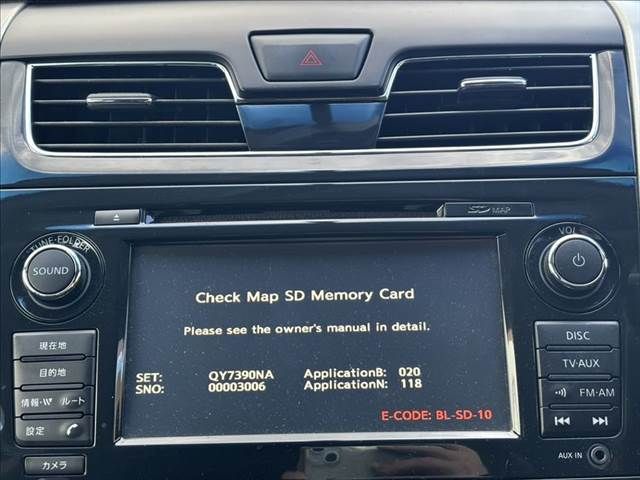 SD MAP
TUNE·FOLDER
SOUND
VOL
Check Map SD Memory Card
Please see the owner's manual in detail.
SET: QY7390NA ApplicationB: 020
SNO: 00003006 ApplicationN: 118
E-CODE: BL-SD-10
現在地
目的地
情報・VV ルート
設定
カメラ
DISC
TV·AUX
FM·AM
AUX IN